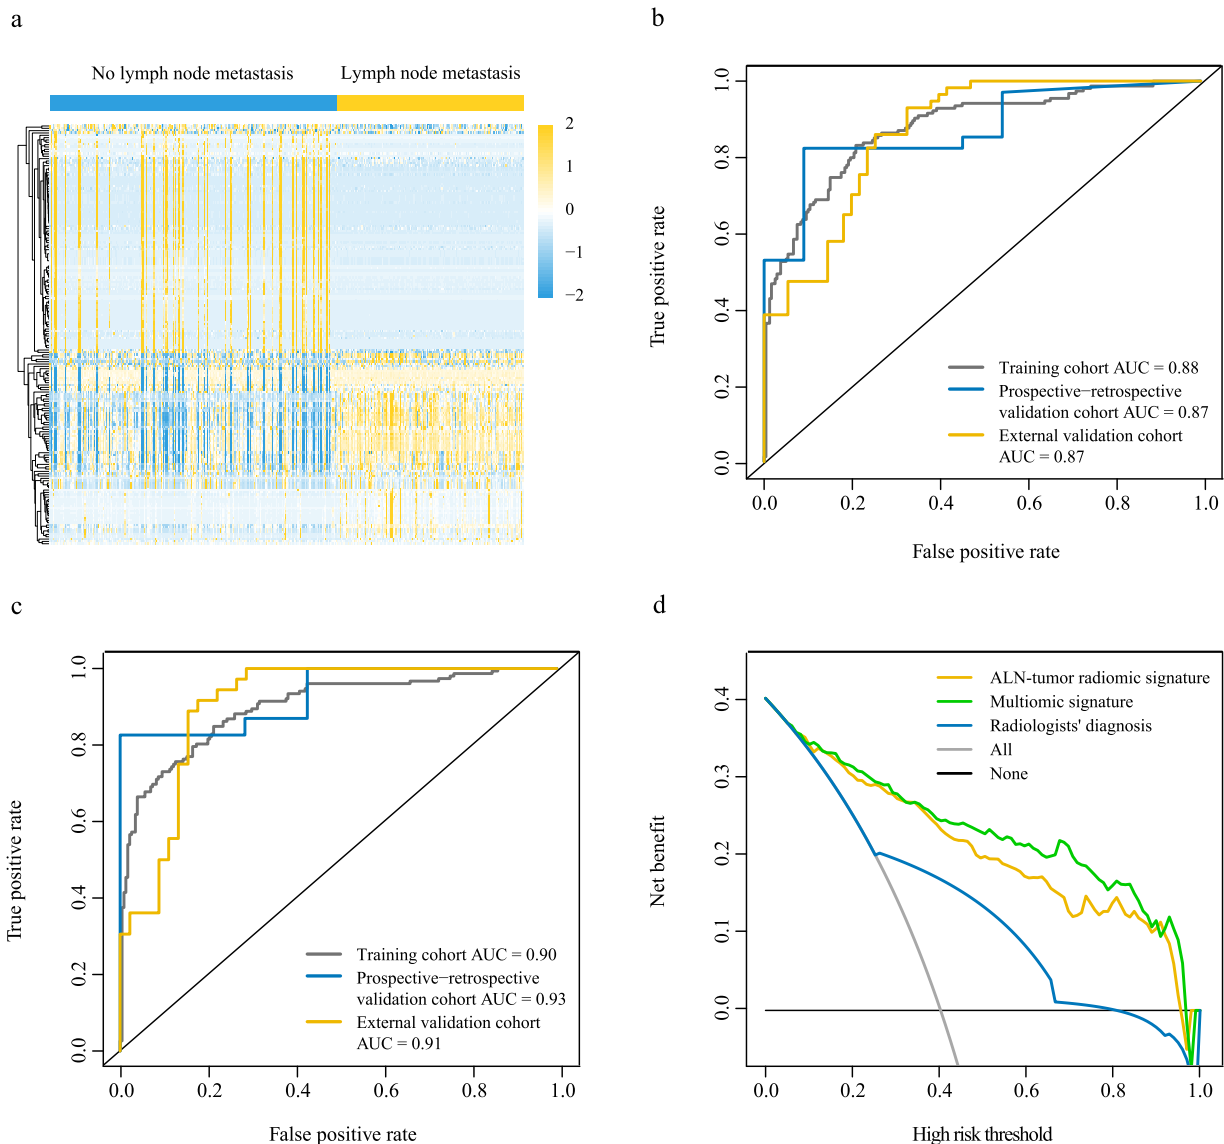 a
No lymph node metastasis
Lymph node metastasis
2
1
0
−1
−2
b
1.0
0.8
0.6
0.4
0.2
0.0
True positive rate
Training cohort AUC = 0.88
Prospective−retrospective
validation cohort AUC = 0.87
External validation cohort
AUC = 0.87
0.0 0.2 0.4 0.6 0.8 1.0
False positive rate
c
1.0
0.8
0.6
0.4
0.2
0.0
True positive rate
Training cohort AUC = 0.90
Prospective−retrospective
validation cohort AUC = 0.93
External validation cohort
AUC = 0.91
0.0 0.2 0.4 0.6 0.8 1.0
False positive rate
d
0.4
0.3
0.2
0.1
0.0
Net benefit
ALN-tumor radiomic signature
Multiomic signature
Radiologists' diagnosis
All
None
0.0 0.2 0.4 0.6 0.8 1.0
High risk threshold